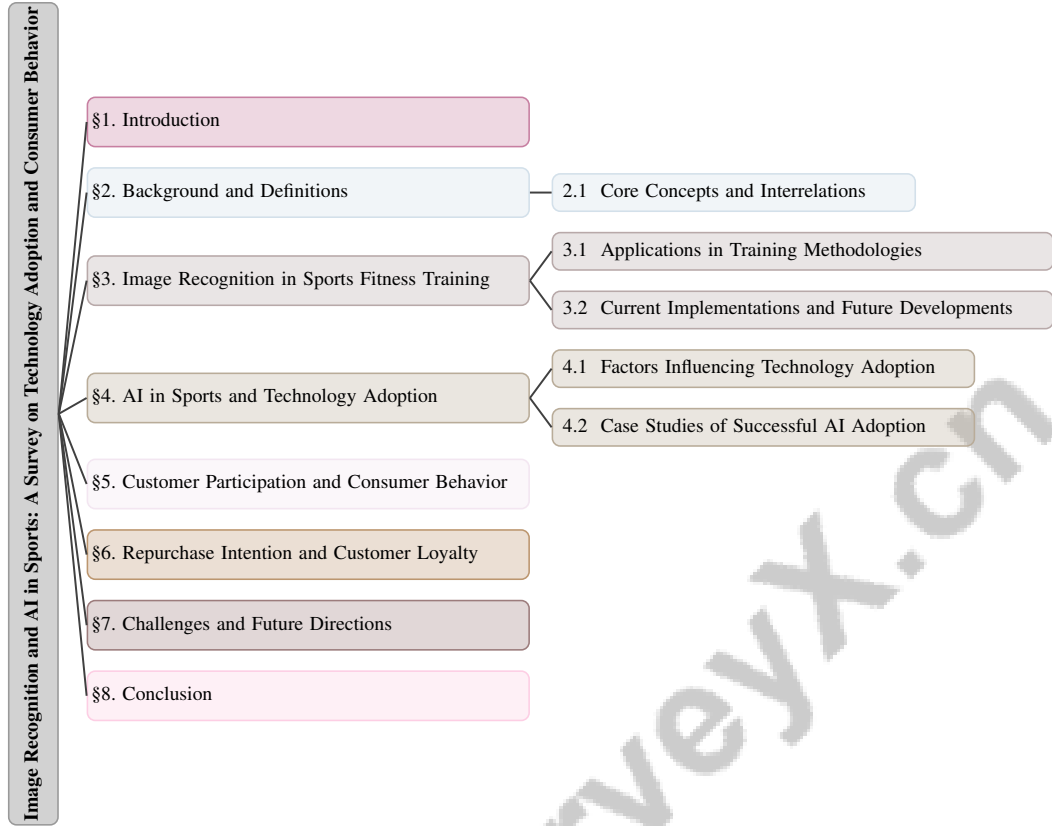 Image Recognition and AI in Sports: A Survey on Technology Adoption and Consumer Behavior
§1. Introduction
§2. Background and Definitions
2.1 Core Concepts and Interrelations
§3. Image Recognition in Sports Fitness Training
3.1 Applications in Training Methodologies
3.2 Current Implementations and Future Developments
§4. AI in Sports and Technology Adoption
4.1 Factors Influencing Technology Adoption
4.2 Case Studies of Successful AI Adoption
§5. Customer Participation and Consumer Behavior
§6. Repurchase Intention and Customer Loyalty
§7. Challenges and Future Directions
§8. Conclusion
rveyX.cn